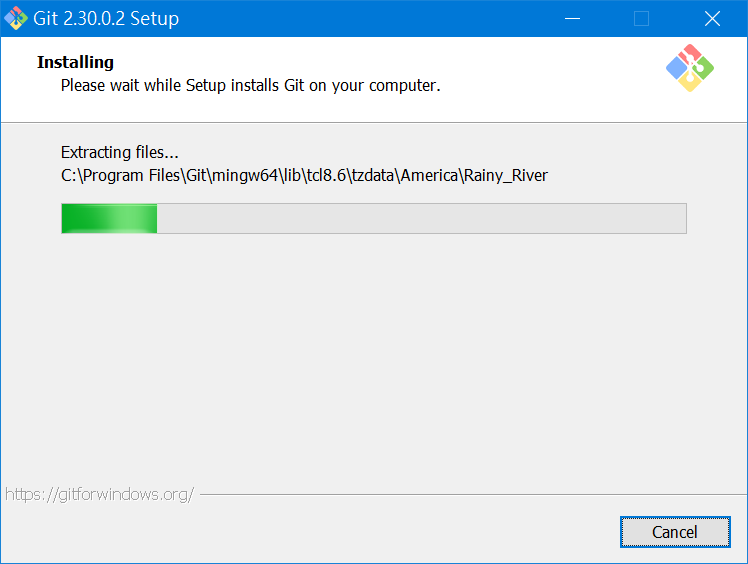 Git 2.30.0.2 Setup
Installing
Please wait while Setup installs Git on your computer.
Extracting files...
C:\Program Files\Git\mingw64\lib\tcl8.6\tzdata\America\Rainy_River
https://gitforwindows.org/
Cancel